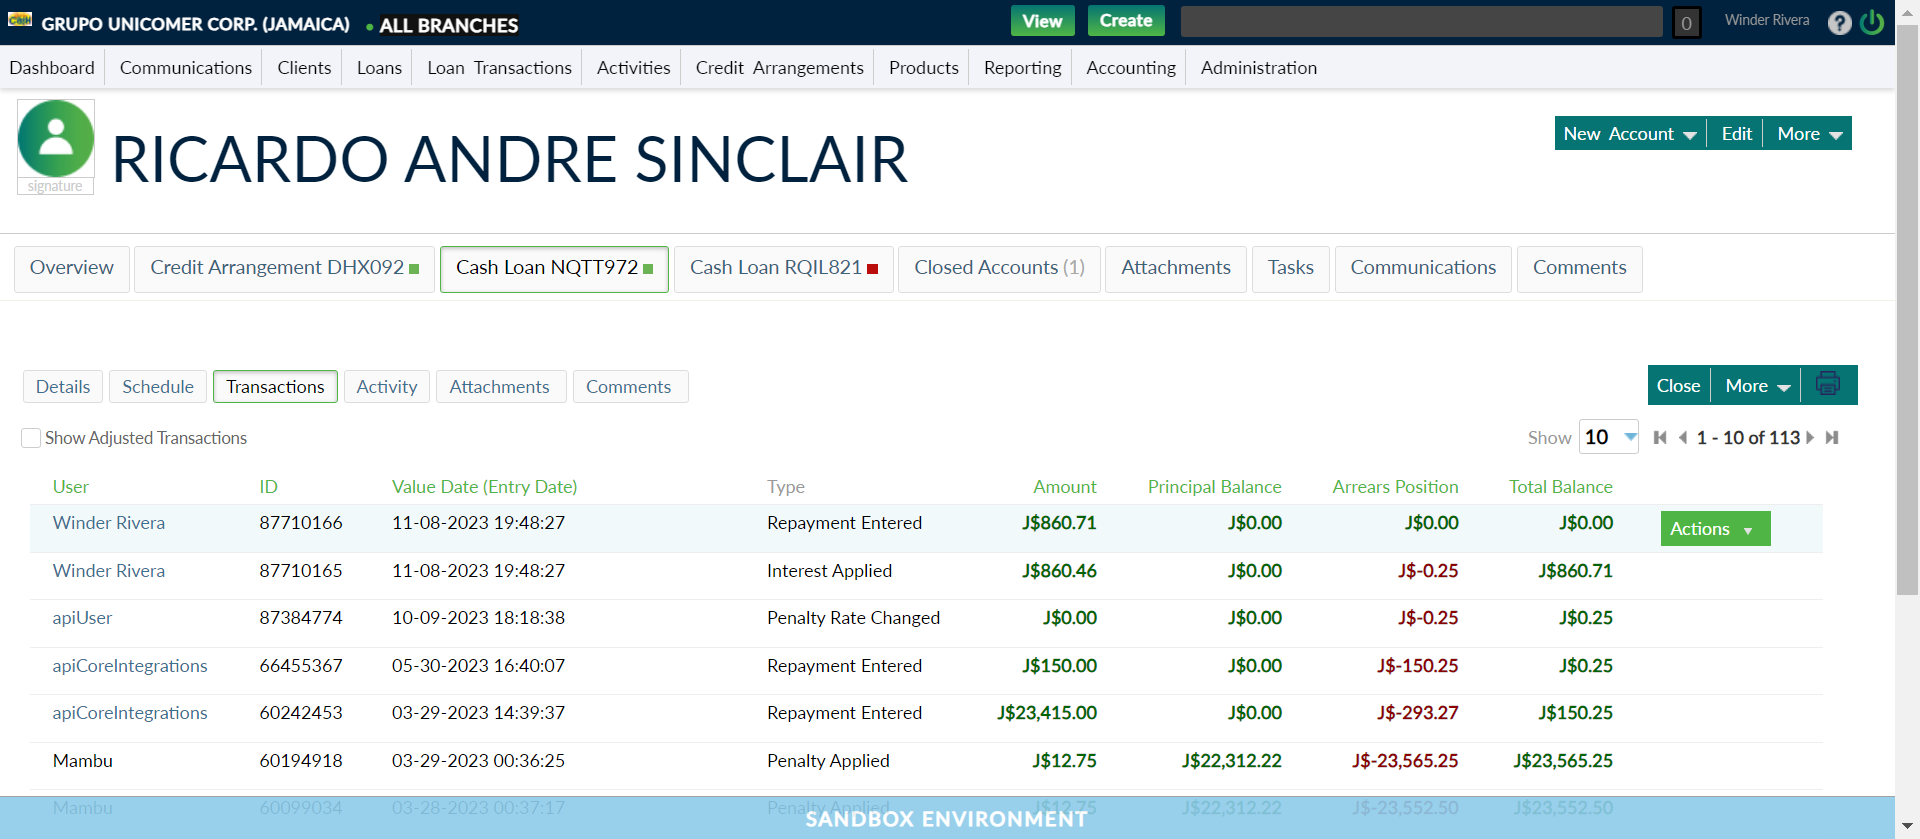 GRUPO UNICOMER CORP. (JAMAICA) ALL BRANCHES View Create 0 Winder Rivera ?
Dashboard Communications Clients Loans Loan Transactions Activities Credit Arrangements Products Reporting Accounting Administration
signature
RICARDO ANDRE SINCLAIR
New Account Edit More
Overview Credit Arrangement DHX092 Cash Loan NQTT972 Cash Loan RQIL821 Closed Accounts (1) Attachments Tasks Communications Comments
Details Schedule Transactions Activity Attachments Comments Close More
Show Adjusted Transactions Show 10 1 - 10 of 113
User ID Value Date (Entry Date) Type Amount Principal Balance Arrears Position Total Balance
Winder Rivera 87710166 11-08-2023 19:48:27 Repayment Entered J$860.71 J$0.00 J$0.00 J$0.00 Actions
Winder Rivera 87710165 11-08-2023 19:48:27 Interest Applied J$860.46 J$0.00 J$-0.25 J$860.71
apiUser 87384774 10-09-2023 18:18:38 Penalty Rate Changed J$0.00 J$0.00 J$-0.25 J$0.25
apiCoreIntegrations 66455367 05-30-2023 16:40:07 Repayment Entered J$150.00 J$0.00 J$-150.25 J$0.25
apiCoreIntegrations 60242453 03-29-2023 14:39:37 Repayment Entered J$23,415.00 J$0.00 J$-293.27 J$150.25
Mambu 60194918 03-29-2023 00:36:25 Penalty Applied J$12.75 J$22,312.22 J$-23,565.25 J$23,565.25
Mambu 60099034 03-28-2023 00:37:17 Penalty Applied J$12.75 J$22,312.22 J$-23,552.50 J$23,552.50
SANDBOX ENVIRONMENT